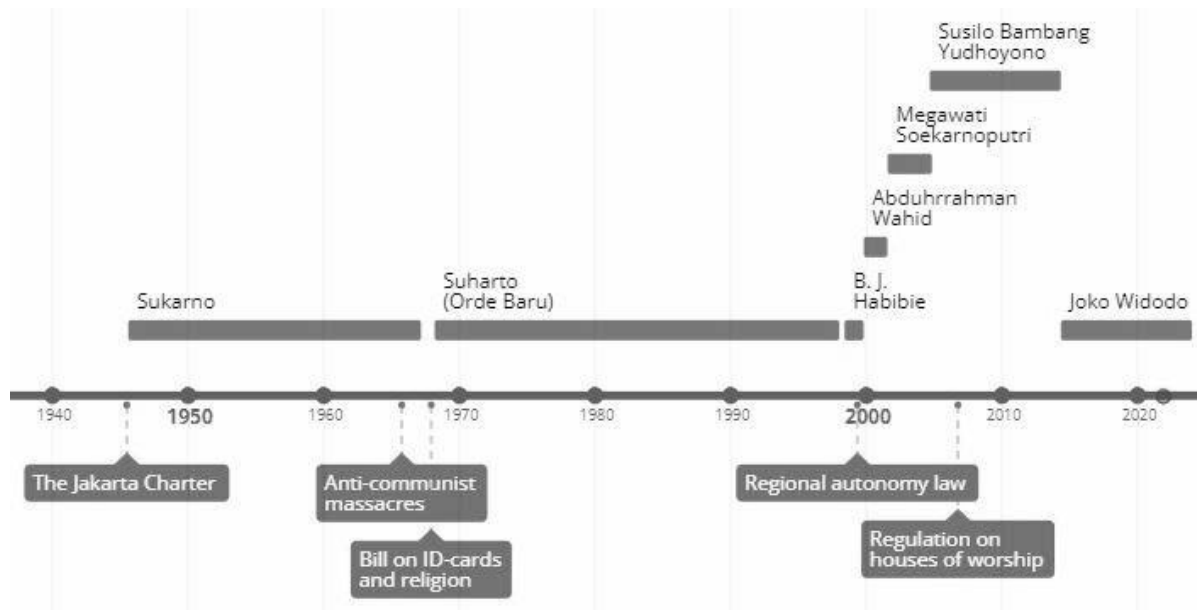 Susilo Bambang
Yudhoyono
Megawati
Soekarnoputri
Abduhrrahman
Wahid
Sukarno
Suharto
(Orde Baru)
B. J.
Habibie
Joko Widodo
1940
1950
1960
1970
1980
1990
2000
2010
2020
The Jakarta Charter
Anti-communist
massacres
Bill on ID-cards
and religion
Regional autonomy law
Regulation on
houses of worship